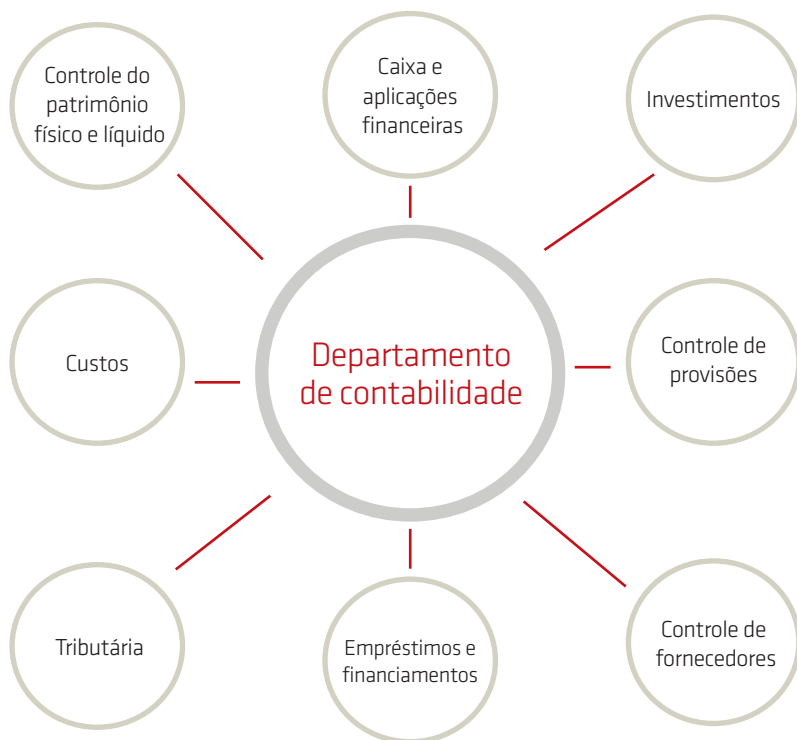 Controle do
patrimônio
físico e líquido
Caixa e
aplicações
financeiras
Investimentos
Custos
Departamento
de contabilidade
Controle de
provisões
Tributária
Empréstimos e
financiamentos
Controle de
fornecedores